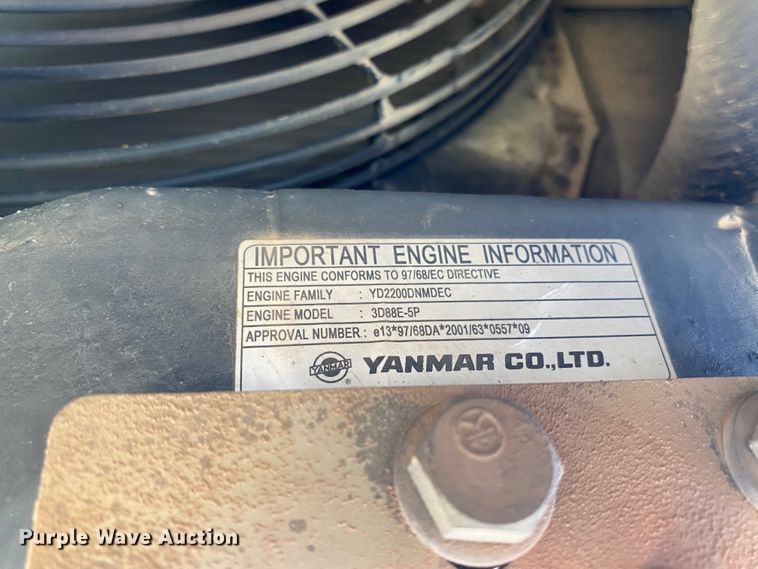 IMPORTANT ENGINE INFORMATION
THIS ENGINE CONFORMS TO 97/68/EC DIRECTIVE
ENGINE FAMILY : YD2200DNMDEC
ENGINE MODEL : 3D88E-5P
APPROVAL NUMBER.: e13*97/68DA*2001/63*0557*09
YANMAR ® YANMAR CO.,LTD.
Purple Wave Auction